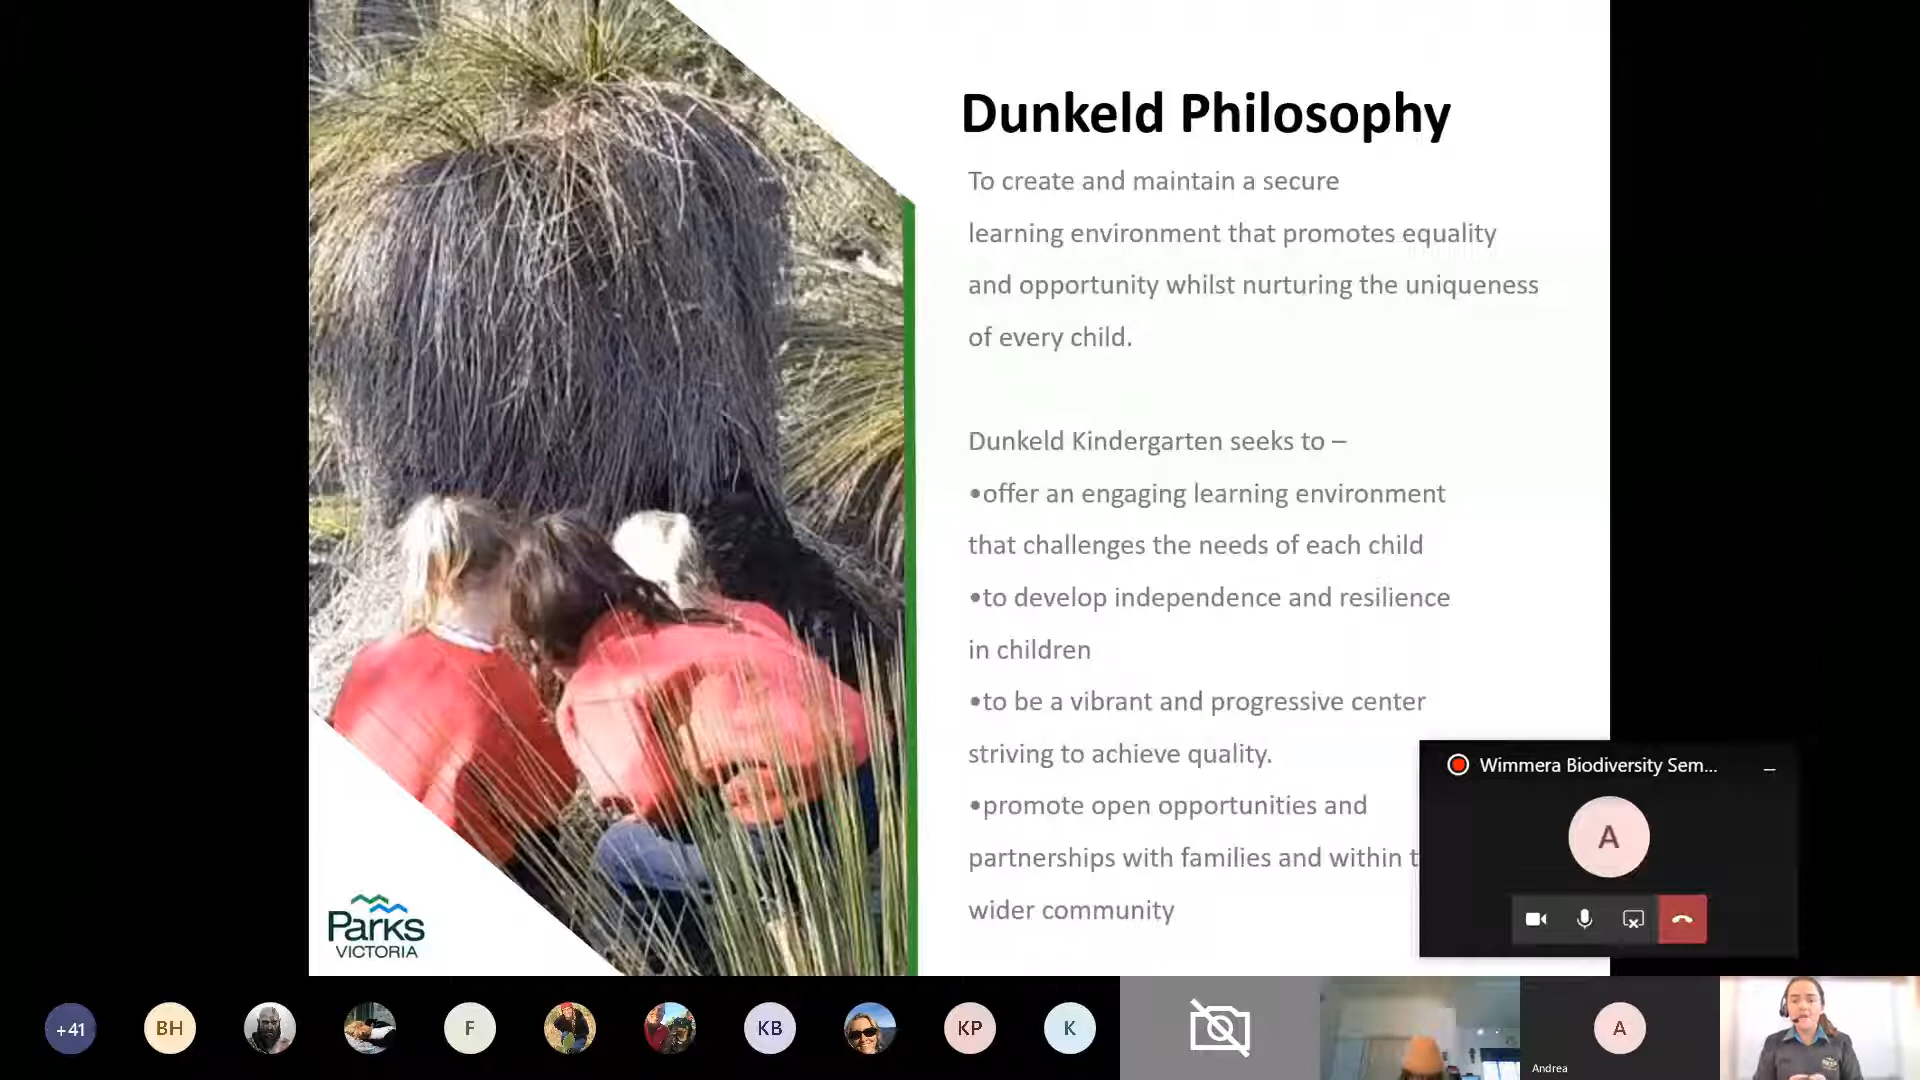 Dunkeld Philosophy
To create and maintain a secure
learning environment that promotes equality
and opportunity whilst nurturing the uniqueness
of every child.
Dunkeld Kindergarten seeks to –
•offer an engaging learning environment
that challenges the needs of each child
•to develop independence and resilience
in children
•to be a vibrant and progressive center
striving to achieve quality.
•promote open opportunities and
partnerships with families and within t
wider community
Parks
VICTORIA
Wimmera Biodiversity Sem...
A
+41
BH
F
KB
KP
K
A
Andrea